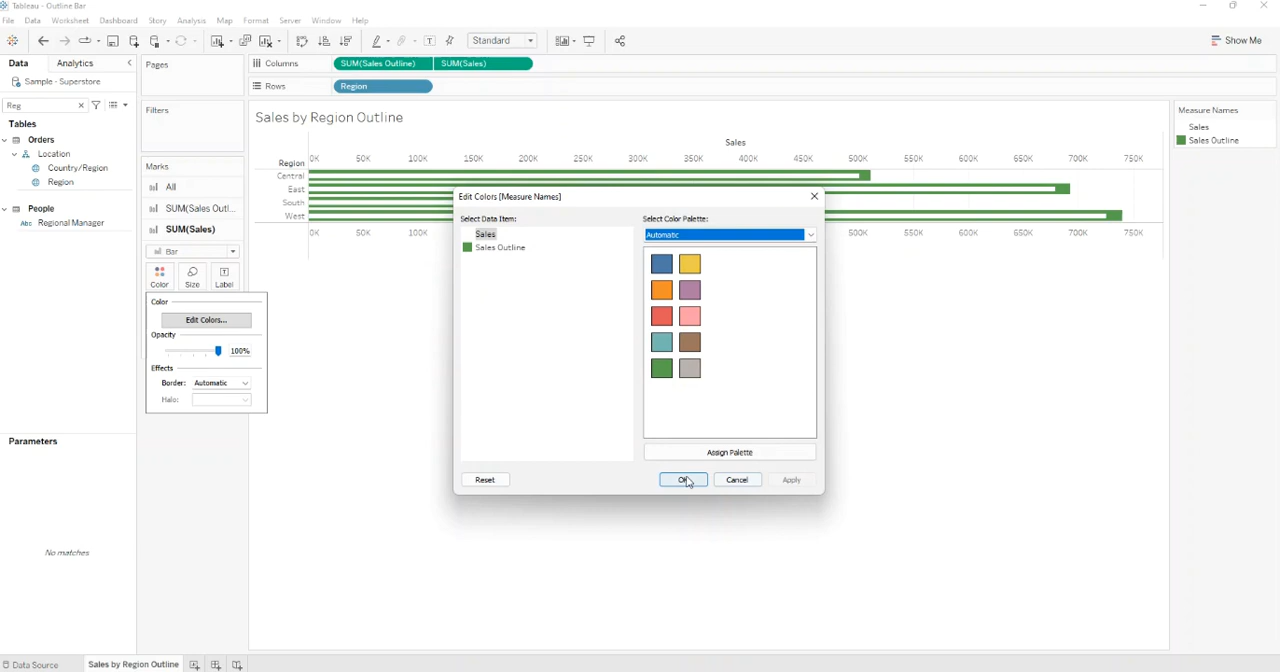 Tableau - Outline Bar
File Data Worksheet Dashboard Story Analysis Map Format Server Window Help
Standard
Show Me
Data Analytics
Sample - Superstore
Reg
Tables
Orders
Location
Country/Region
Region
People
Abc Regional Manager
Parameters
No matches
Pages
Filters
Marks
All
SUM(Sales Outl...
SUM(Sales)
Bar
Color Size Label
Color
Edit Colors...
Opacity
100%
Effects
Border: Automatic
Halo:
Columns SUM(Sales Outline) SUM(Sales)
Rows Region
Sales by Region Outline
Sales
Region 0K 50K 100K 150K 200K 250K 300K 350K 400K 450K 500K 550K 600K 650K 700K 750K
Central
East
South
West
0K 50K 100K 500K 550K 600K 650K 700K 750K
Edit Colors [Measure Names]
Select Data Item:
Sales
Sales Outline
Select Color Palette:
Automatic
Assign Palette
Reset OK Cancel Apply
Measure Names
Sales
Sales Outline
Data Source Sales by Region Outline